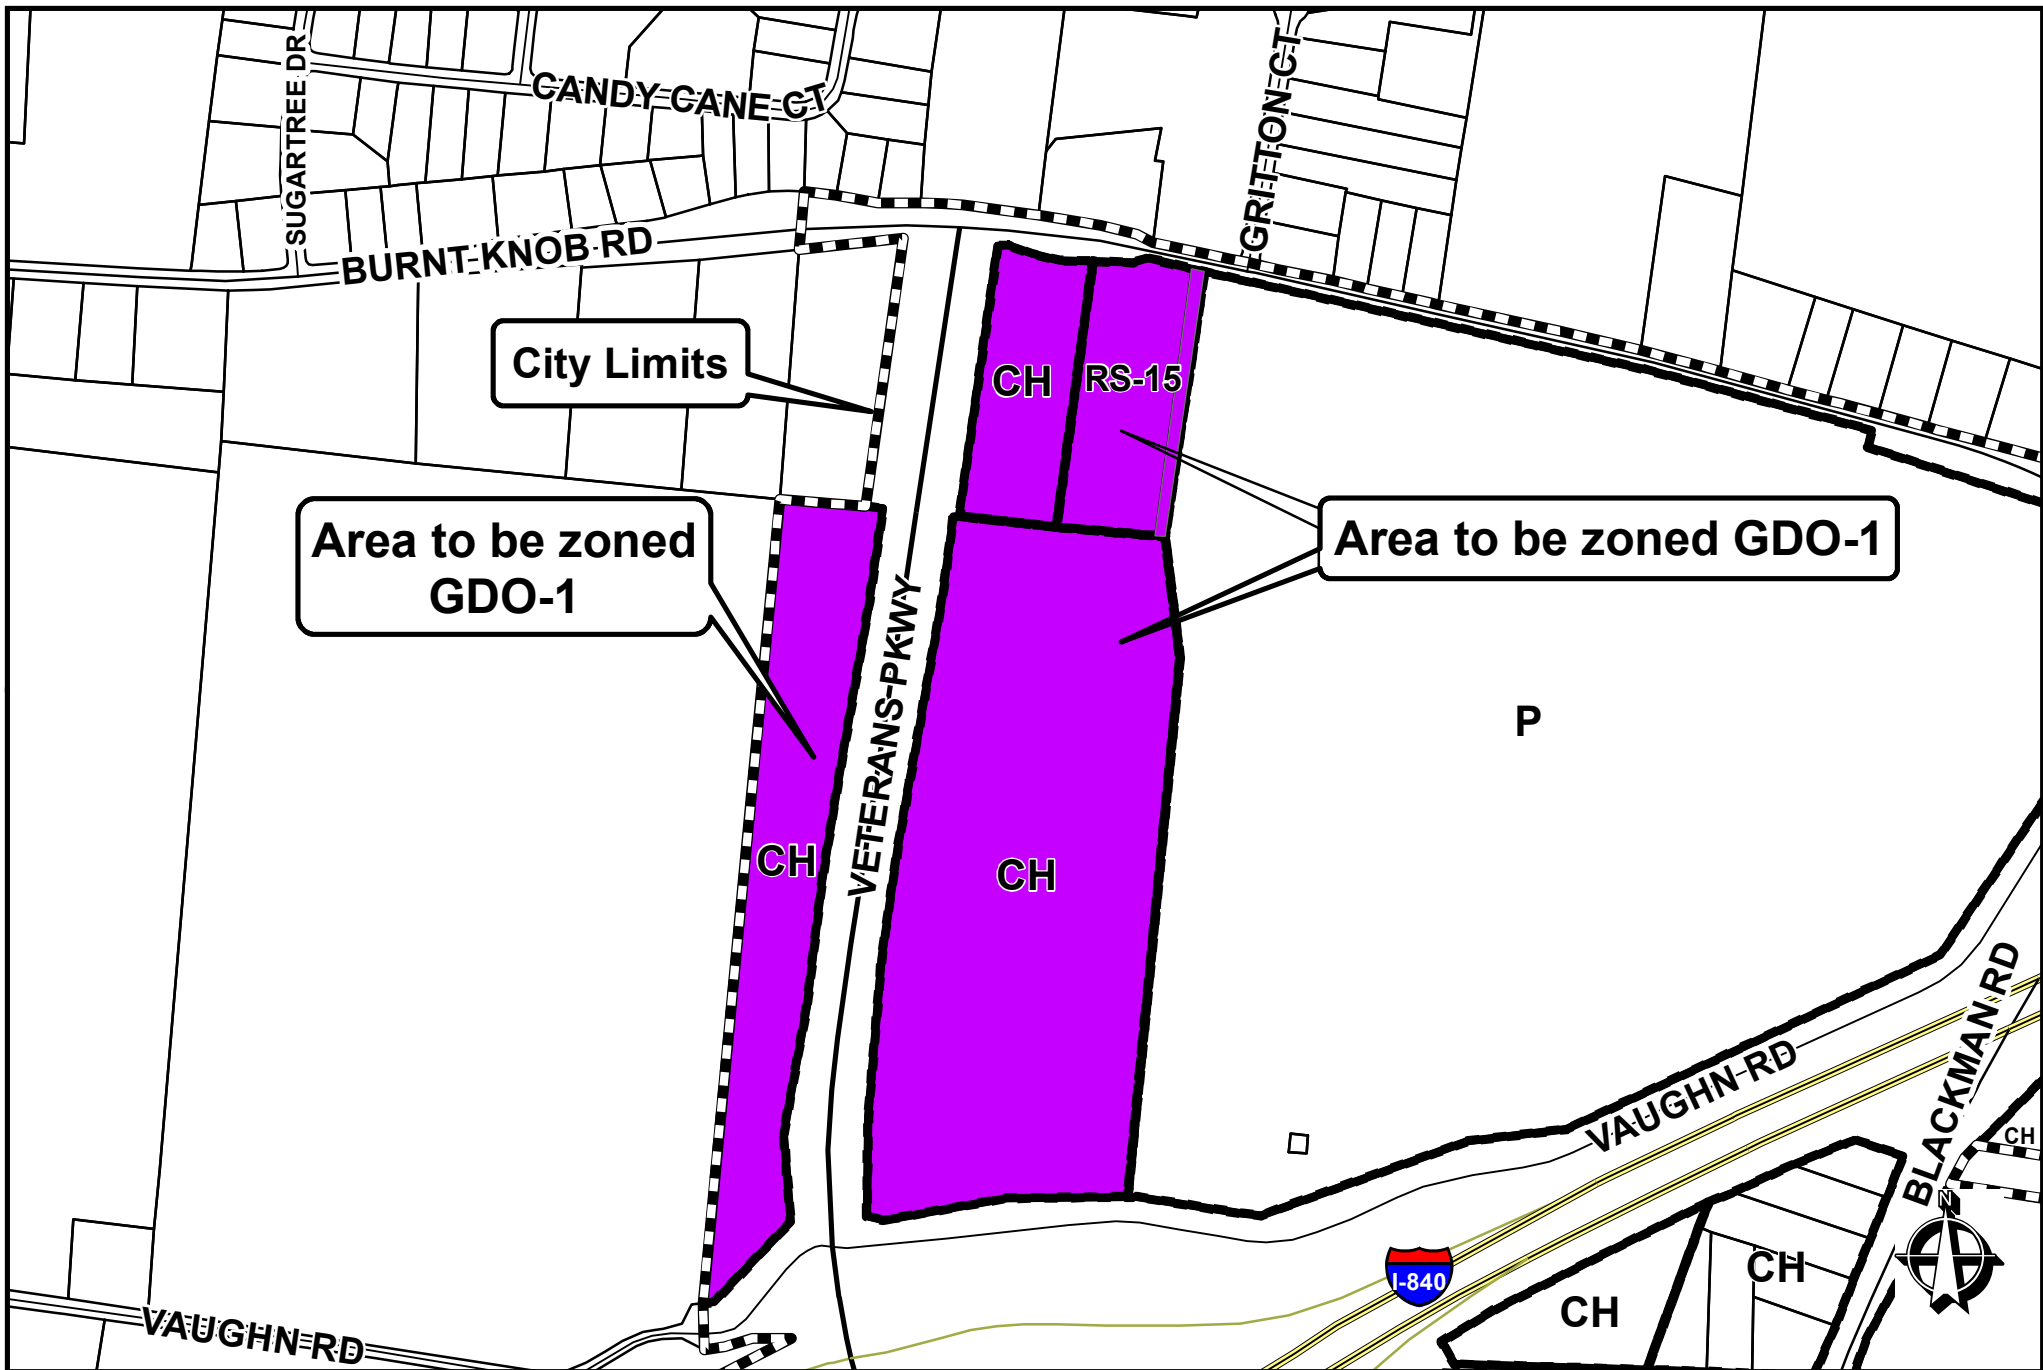 SUGARTREE DR
CANDY CANE CT
GRITTON CT
BURNT KNOB RD
City Limits
CH
RS-15
Area to be zoned
GDO-1
Area to be zoned GDO-1
VETERANS PKWY
P
CH
CH
VAUGHN RD
BLACKMAN RD
CH
N
I-840
CH
CH
VAUGHN RD